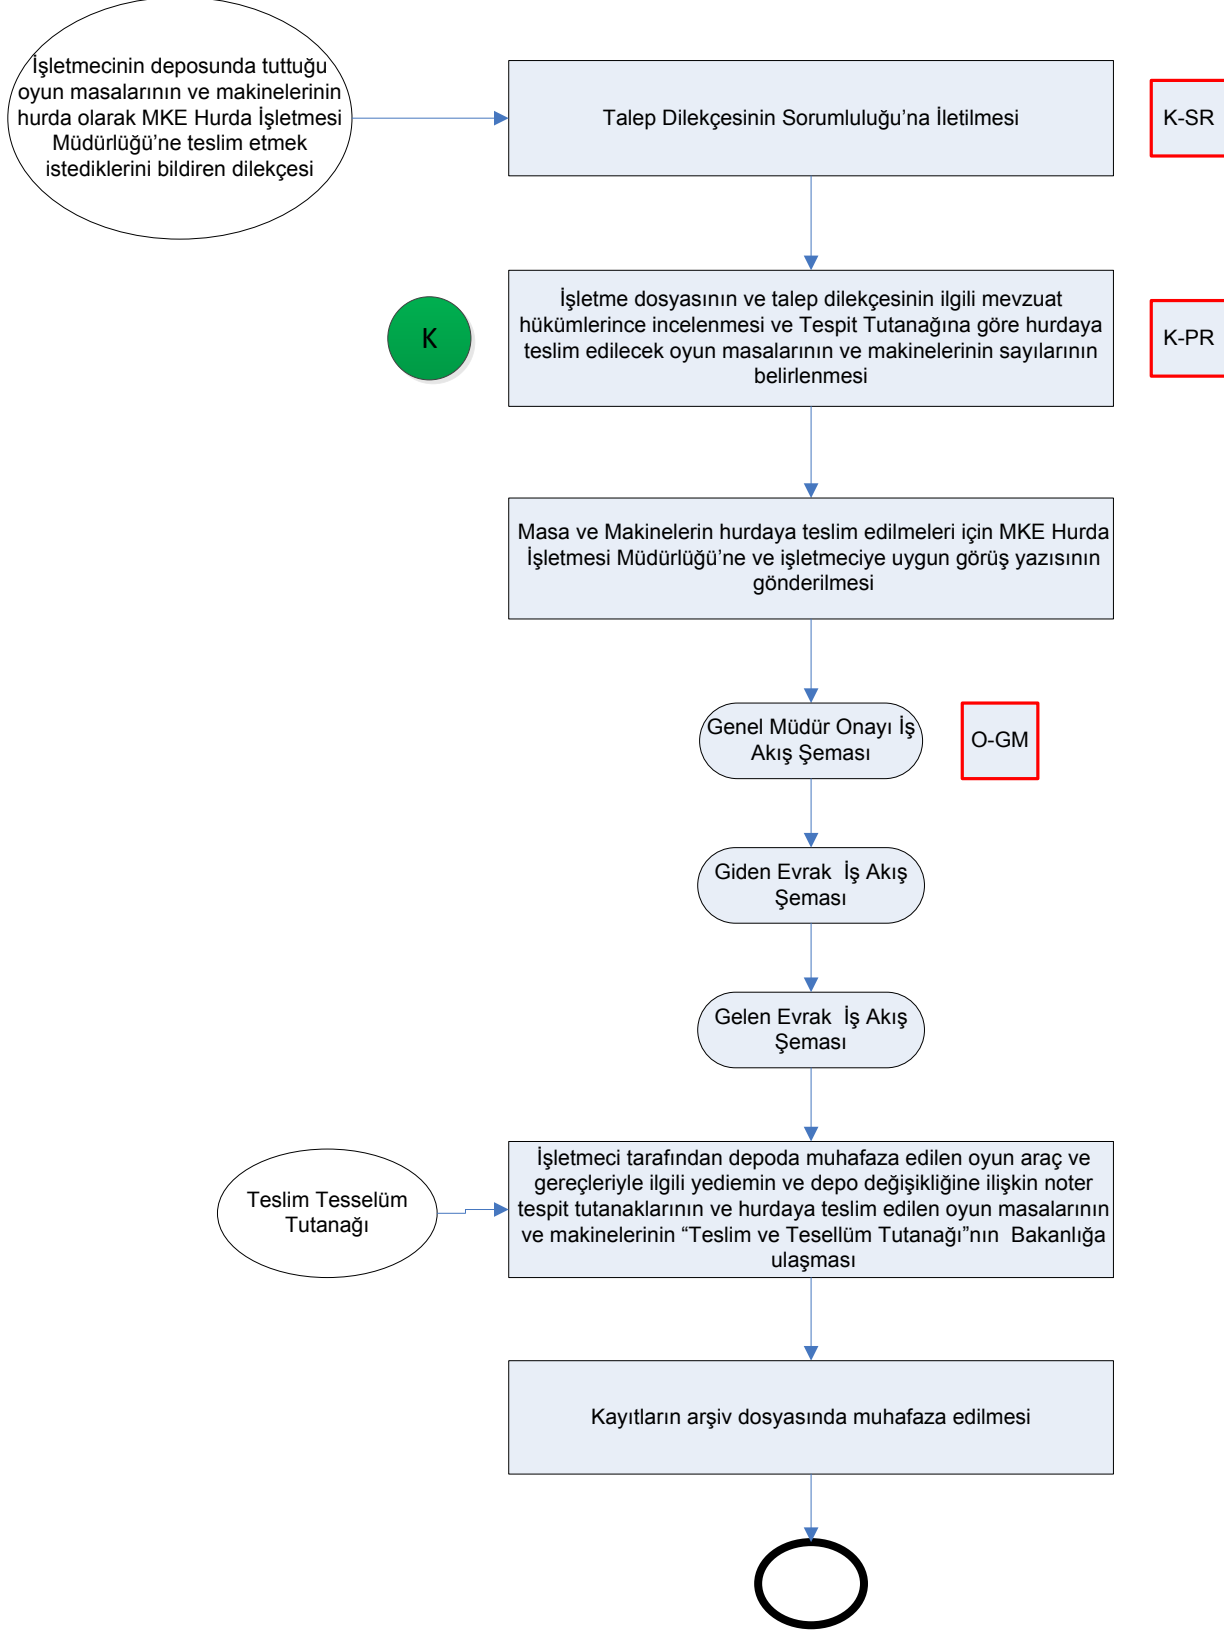 İşletmecinin deposunda tuttuğu
oyun masalarının ve makinelerinin
hurda olarak MKE Hurda İşletmesi
Müdürlüğü’ne teslim etmek
istediklerini bildiren dilekçesi
Talep Dilekçesinin Sorumluluğu’na İletilmesi
K-SR
K
İşletme dosyasının ve talep dilekçesinin ilgili mevzuat
hükümlerince incelenmesi ve Tespit Tutanağına göre hurdaya
teslim edilecek oyun masalarının ve makinelerinin sayılarının
belirlenmesi
K-PR
Masa ve Makinelerin hurdaya teslim edilmeleri için MKE Hurda
İşletmesi Müdürlüğü’ne ve işletmeciye uygun görüş yazısının
gönderilmesi
Genel Müdür Onayı İş
Akış Şeması
O-GM
Giden Evrak  İş Akış
Şeması
Gelen Evrak  İş Akış
Şeması
Teslim Tesselüm
Tutanağı
İşletmeci tarafından depoda muhafaza edilen oyun araç ve
gereçleriyle ilgili yediemin ve depo değişikliğine ilişkin noter
tespit tutanaklarının ve hurdaya teslim edilen oyun masalarının
ve makinelerinin “Teslim ve Tesellüm Tutanağı”nın  Bakanlığa
ulaşması
Kayıtların arşiv dosyasında muhafaza edilmesi